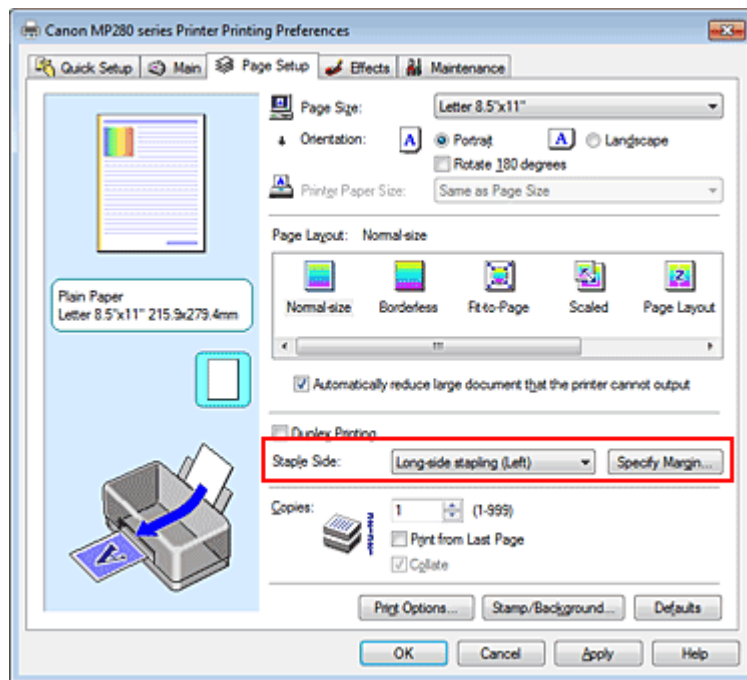 Canon MP280 series Printer Printing Preferences
Quick Setup Main Page Setup Effects Maintenance
Page Size: Letter 8.5"x11"
Orientation: A Portrait A Landscape
Rotate 180 degrees
Printer Paper Size: Same as Page Size
Page Layout: Normal-size
Normal-size Borderless Fit-to-Page Scaled Page Layout
Plain Paper
Letter 8.5"x11" 215.9x279.4mm
Automatically reduce large document that the printer cannot output
Duplex Printing
Staple Side: Long-side stapling (Left) Specify Margin...
Copies: 1 (1-999)
Print from Last Page
Collate
Print Options... Stamp/Background... Defaults
OK Cancel Apply Help